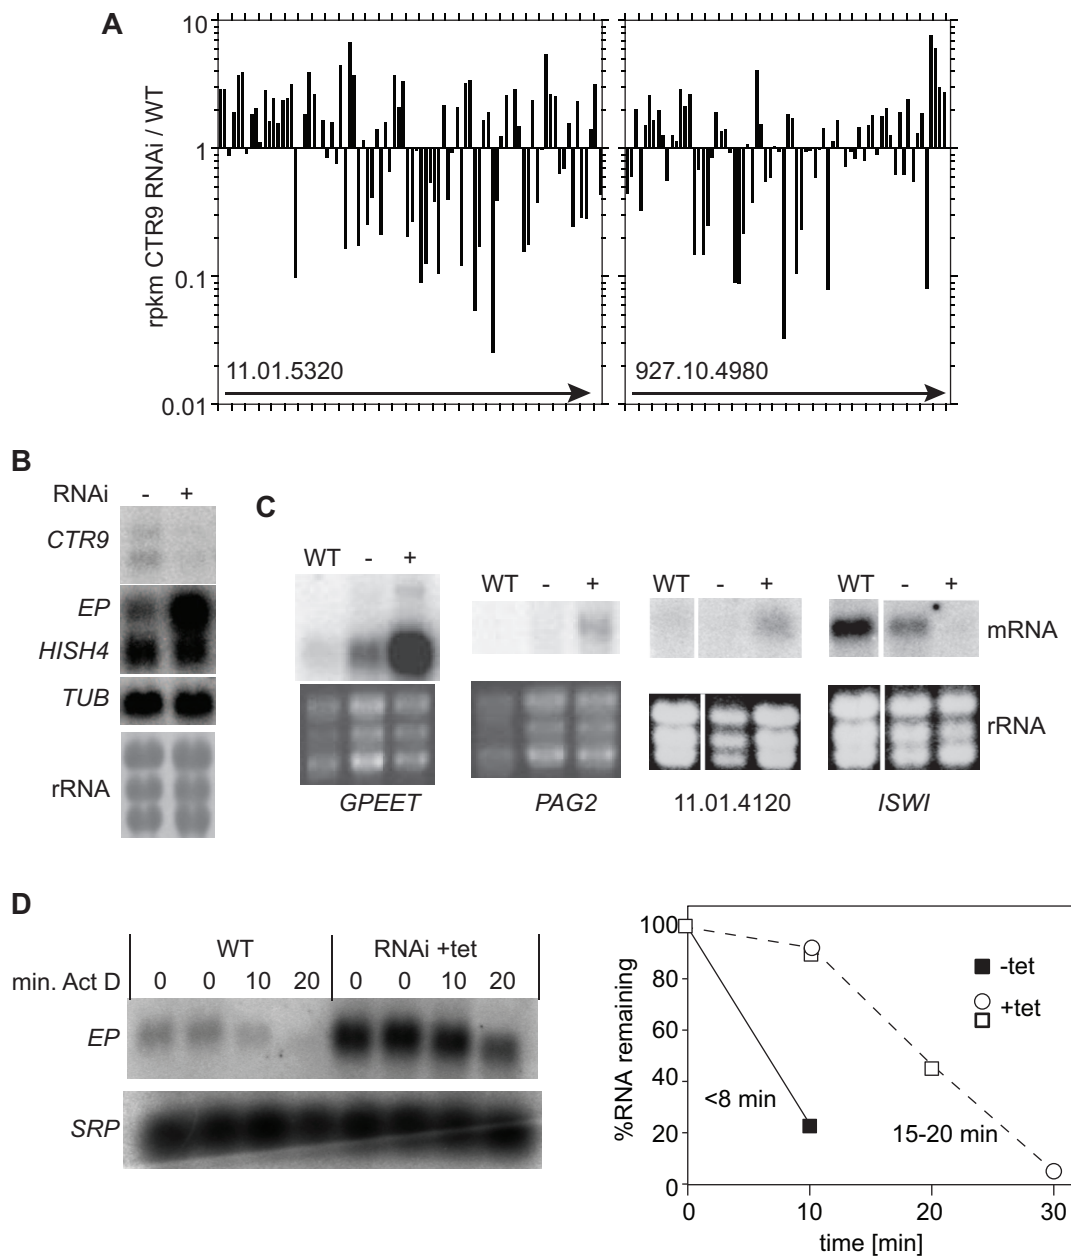 A
rpkm CTR9 RNAi / WT
10
1
0.1
0.01
11.01.5320
927.10.4980
B
RNAi - +
CTR9
EP
HISH4
TUB
rRNA
C
WT - +
WT - +
WT - +
WT - +
mRNA
rRNA
GPEET
PAG2
11.01.4120
ISWI
D
WT
RNAi +tet
min. Act D 0 0 10 20 0 0 10 20
EP
SRP
%RNA remaining
100
80
60
40
20
0
-tet
+tet
<8 min
15-20 min
0 10 20 30
time [min]